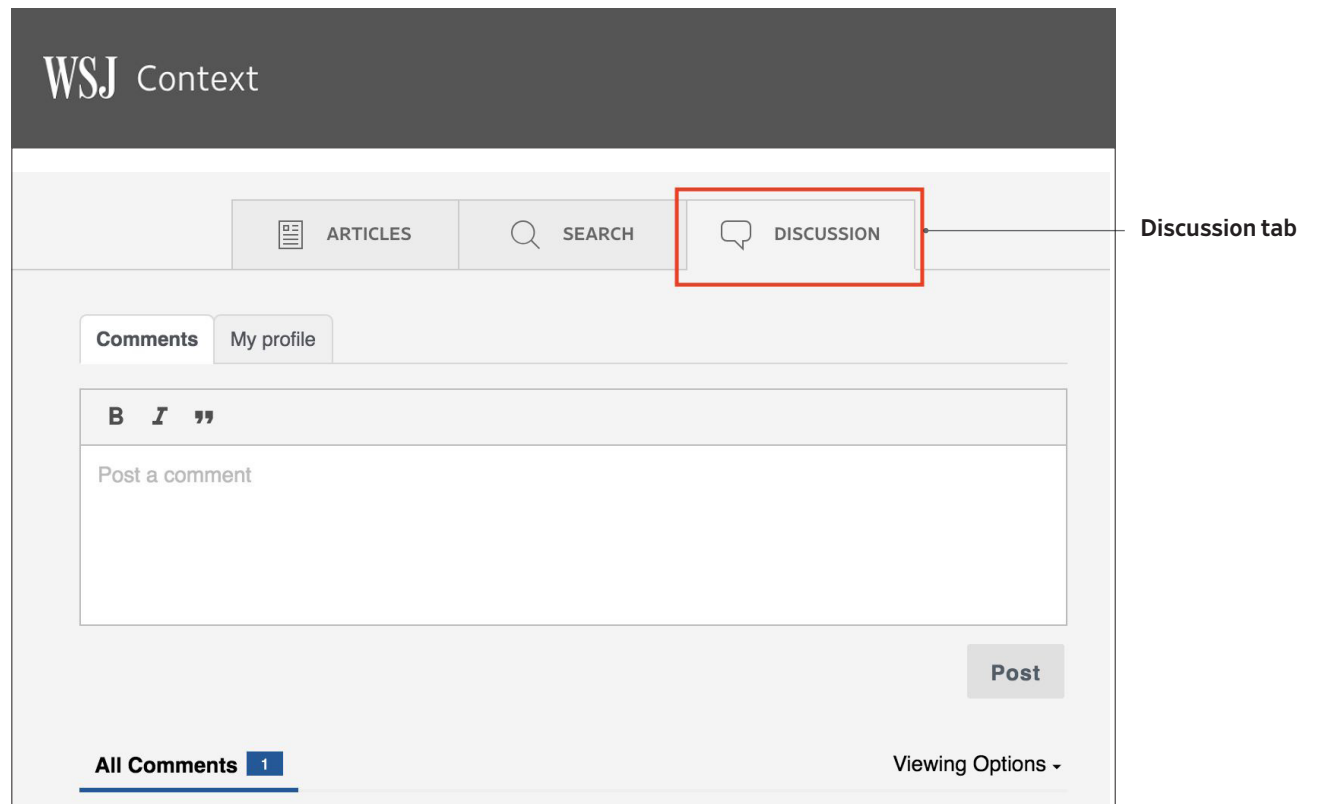 WSJ Context
ARTICLES
SEARCH
DISCUSSION
Discussion tab
Comments
My profile
B I "
Post a comment
Post
All Comments 1
Viewing Options